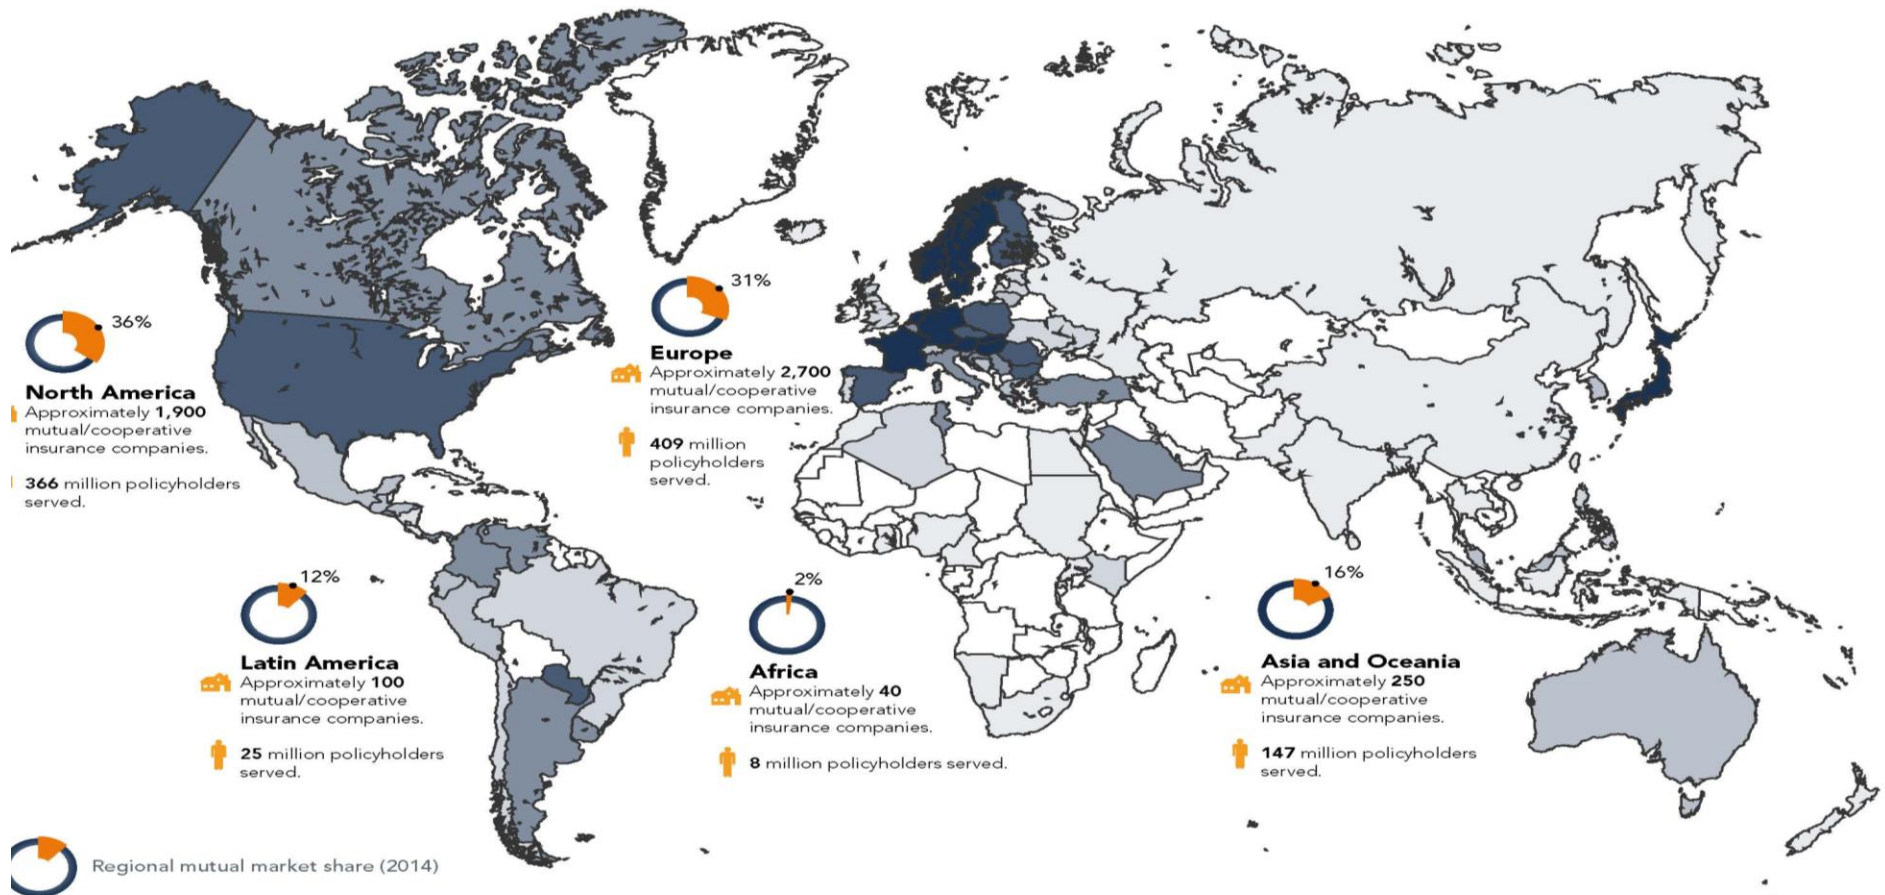 36%
North America
Approximately 1,900
mutual/cooperative
insurance companies.
366 million policyholders
served.
31%
Europe
Approximately 2,700
mutual/cooperative
insurance companies.
409 million
policyholders
served.
12%
Latin America
Approximately 100
mutual/cooperative
insurance companies.
25 million policyholders
served.
2%
Africa
Approximately 40
mutual/cooperative
insurance companies.
8 million policyholders served.
16%
Asia and Oceania
Approximately 250
mutual/cooperative
insurance companies.
147 million policyholders
served.
Regional mutual market share (2014)